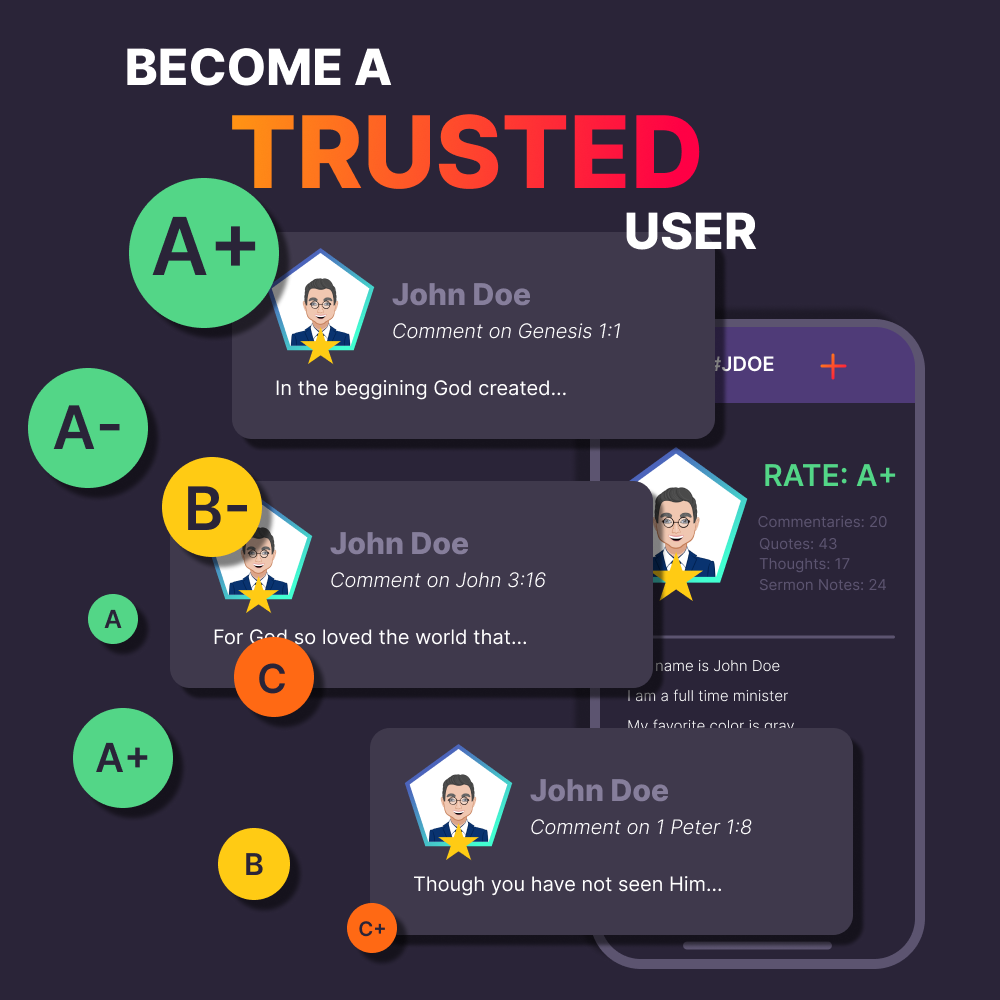 BECOME A
TRUSTED
USER
A+
John Doe
Comment on Genesis 1:1
In the beggining God created...
#JDOE
+
A-
B-
John Doe
Comment on John 3:16
For God so loved the world that...
RATE: A+
Commentaries: 20
Quotes: 43
Thoughts: 17
Sermon Notes: 24
A
C
name is John Doe
I am a full time minister
My favorite color is gray
A+
John Doe
Comment on 1 Peter 1:8
Though you have not seen Him...
B
C+